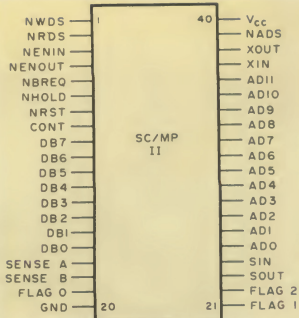 NWDS 1 40 VCC
NRDS NADS
NENIN XOUT
NENOUT XIN
NBREQ AD11
NHOLD AD10
NRST AD9
CONT AD8
DB7 SC/MP AD7
DB6 II AD6
DB5 AD5
DB4 AD4
DB3 AD3
DB2 AD2
DB1 AD1
DB0 AD0
SENSE A SIN
SENSE B SOUT
FLAG 0 FLAG 2
GND 20 21 FLAG 1